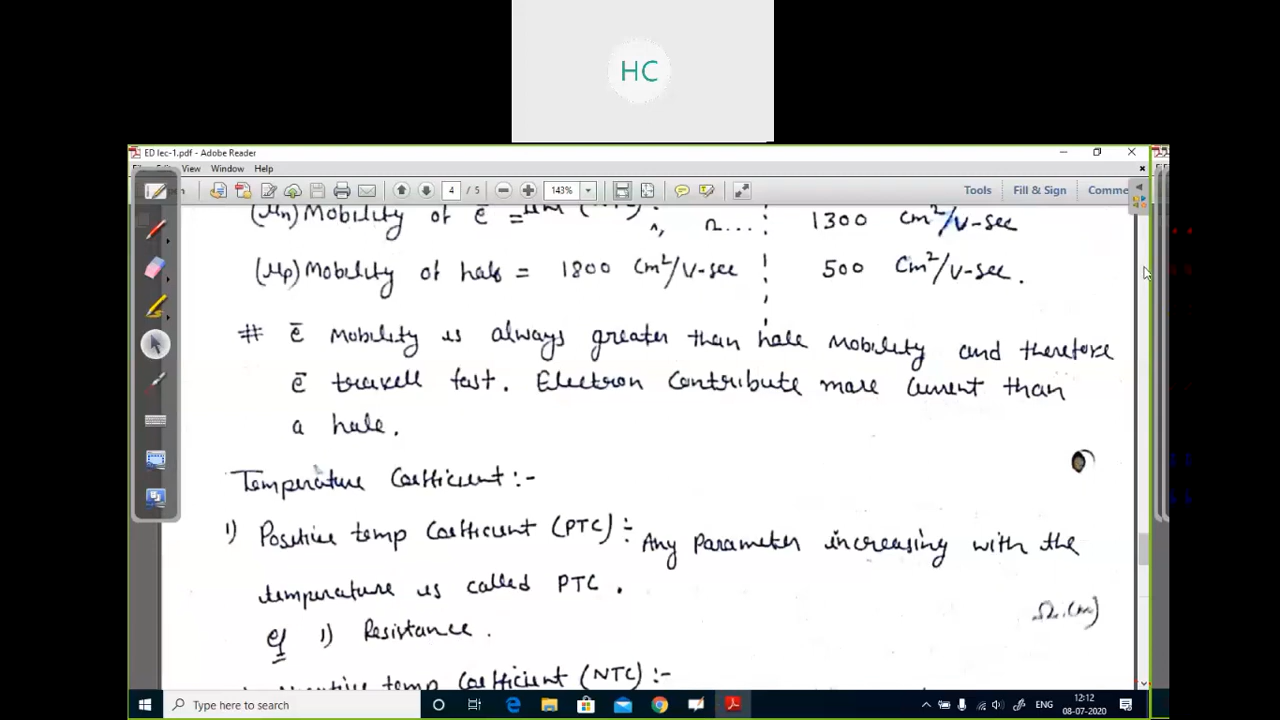 HC
ED lec-1.pdf - Adobe Reader
View Window Help
4 / 5 143% Tools Fill & Sign Comme
(μn) Mobility of ē = 1300 cm²/v-sec
(μp) Mobility of hole = 1800 cm²/v-sec 500 cm²/v-sec.
# ē mobility is always greater than hole mobility and therefore
ē travell fast. Electron contribute more current than
a hole.
Temperature Coefficient :-
1) Positive temp coefficient (PTC) :- Any parameter increasing with the
temperature is called PTC.
eg 1) Resistance.
temp coefficient (NTC) :-
Type here to search
ENG
12:12
08-07-2020